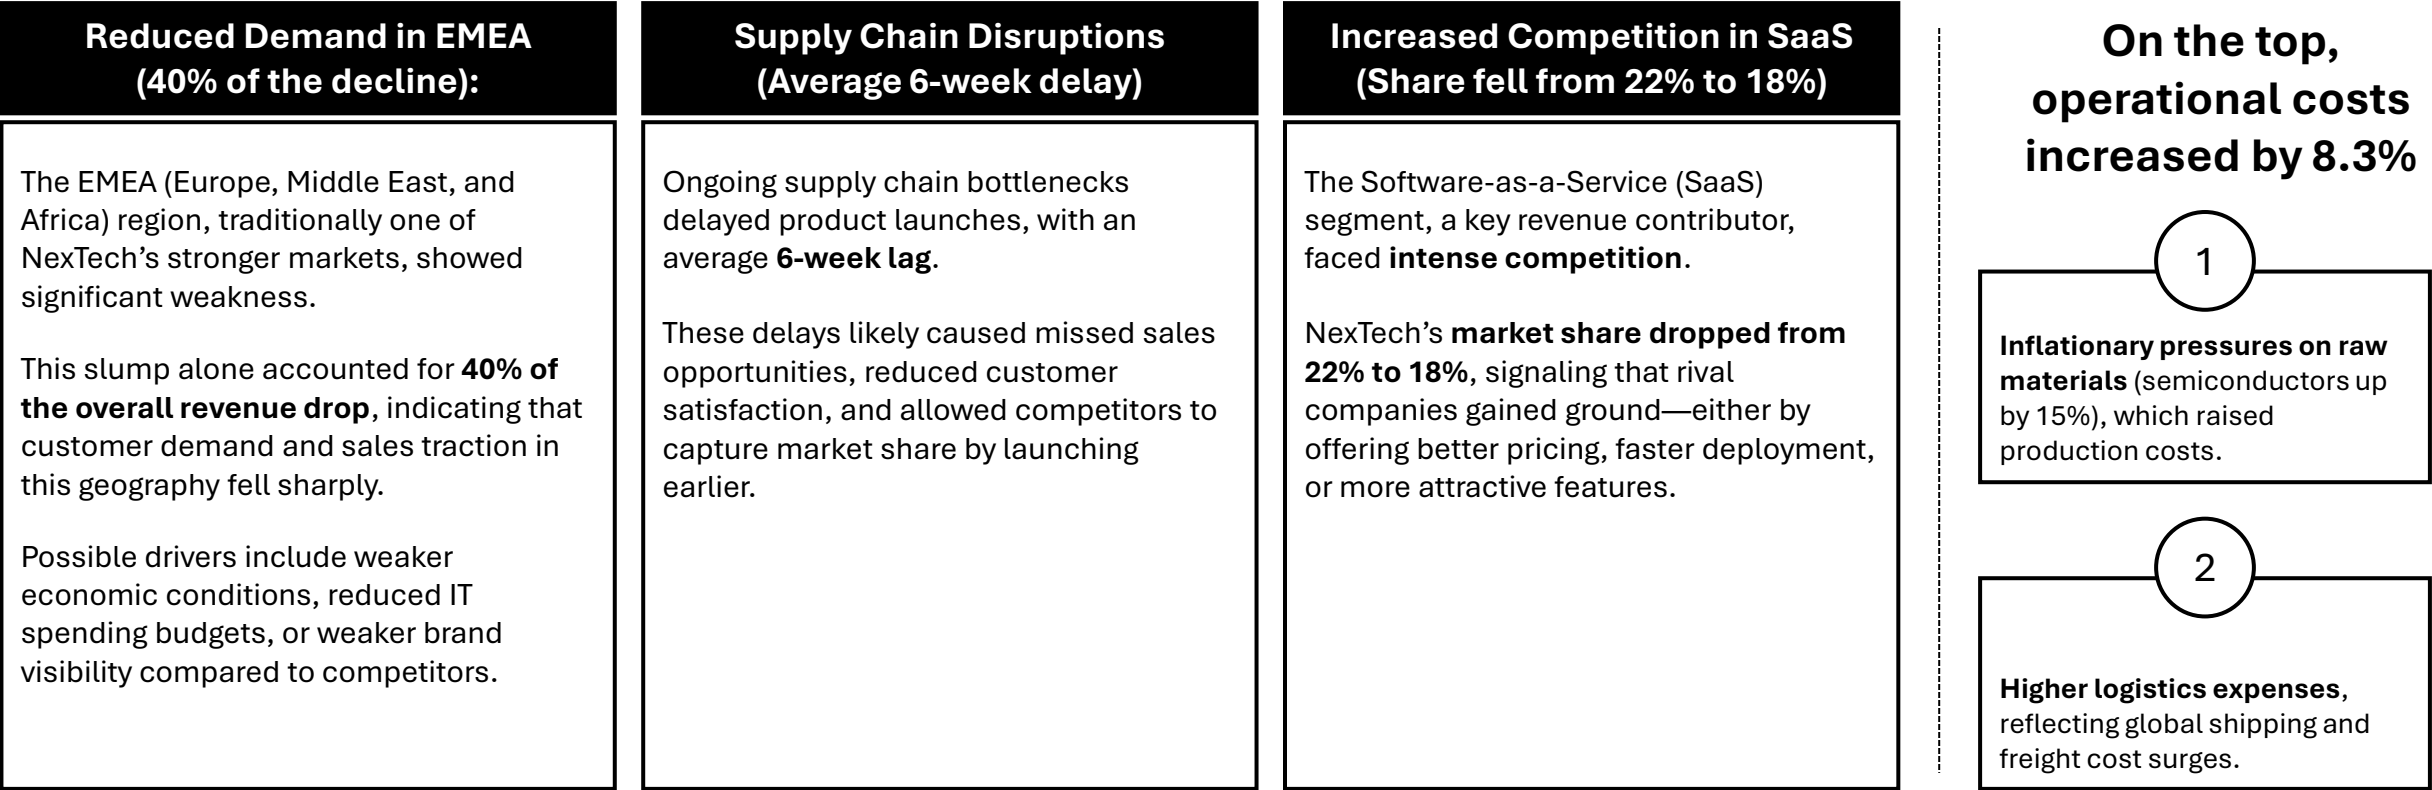 Reduced Demand in EMEA
(40% of the decline):
The EMEA (Europe, Middle East, and
Africa) region, traditionally one of
NexTech’s stronger markets, showed
significant weakness.
This slump alone accounted for 40% of
the overall revenue drop, indicating that
customer demand and sales traction in
this geography fell sharply.
Possible drivers include weaker
economic conditions, reduced IT
spending budgets, or weaker brand
visibility compared to competitors.
Supply Chain Disruptions
(Average 6-week delay)
Ongoing supply chain bottlenecks
delayed product launches, with an
average 6-week lag.
These delays likely caused missed sales
opportunities, reduced customer
satisfaction, and allowed competitors to
capture market share by launching
earlier.
Increased Competition in SaaS
(Share fell from 22% to 18%)
The Software-as-a-Service (SaaS)
segment, a key revenue contributor,
faced intense competition.
NexTech’s market share dropped from
22% to 18%, signaling that rival
companies gained ground—either by
offering better pricing, faster deployment,
or more attractive features.
On the top,
operational costs
increased by 8.3%
1
Inflationary pressures on raw
materials (semiconductors up
by 15%), which raised
production costs.
2
Higher logistics expenses,
reflecting global shipping and
freight cost surges.